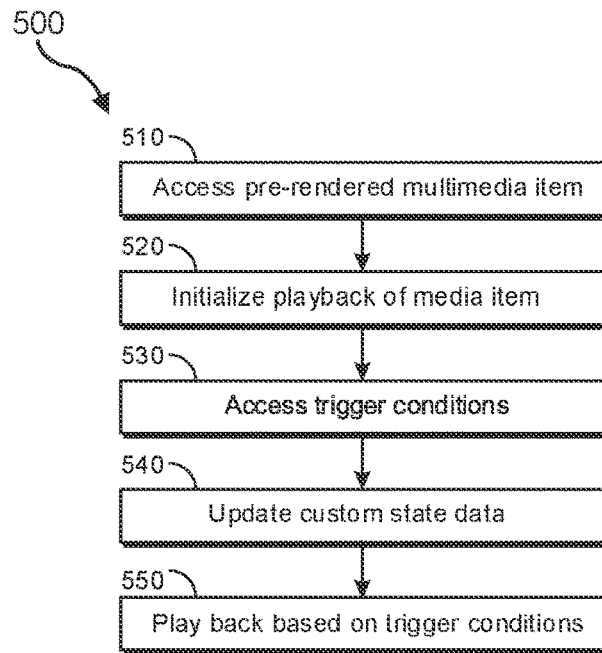 500
510
Access pre-rendered multimedia item
520
Initialize playback of media item
530
Access trigger conditions
540
Update custom state data
550
Play back based on trigger conditions